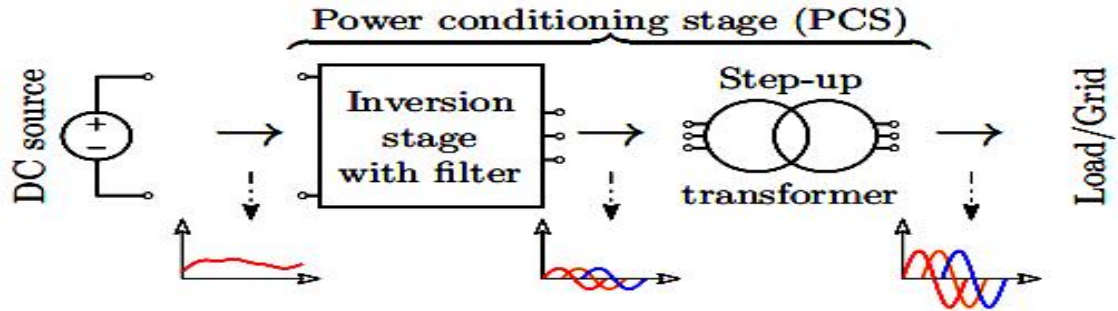 Power conditioning stage (PCS)
DC source
+
−
Inversion
stage
with filter
Step-up
transformer
Load/Grid